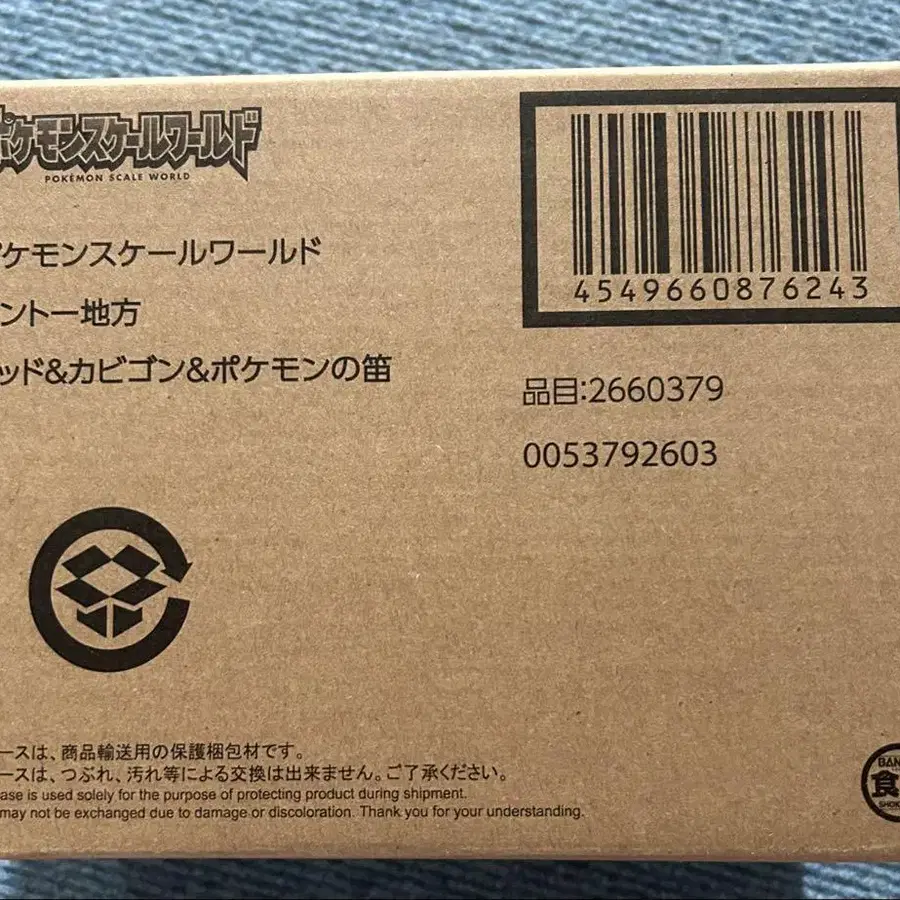 ポケモンスケールワールド
POKÉMON SCALE WORLD
ケモンスケールワールド
ントー地方
ッド&カビゴン&ポケモンの笛
4549660876243
品目:2660379
0053792603
ースは、商品輸送用の保護梱包材です。
ースは、つぶれ、汚れ等による交換は出来ません。ご了承ください。
ase is used solely for the purpose of protecting product during shipment.
may not be exchanged due to damage or discoloration. Thank you for your understanding.
BAN
食
SHOK